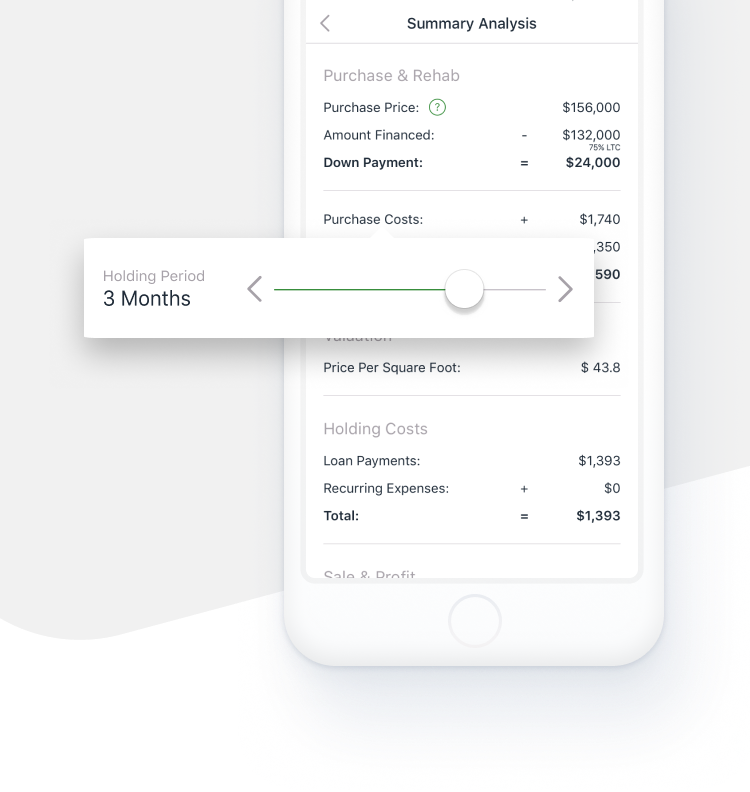 Summary Analysis
Purchase & Rehab
Purchase Price: ? $156,000
Amount Financed: - $132,000
75% LTC
Down Payment: = $24,000
Purchase Costs: + $1,740
,350
590
Holding Period
3 Months
Valuation
Price Per Square Foot: $ 43.8
Holding Costs
Loan Payments: $1,393
Recurring Expenses: + $0
Total: = $1,393
Sale & Profit